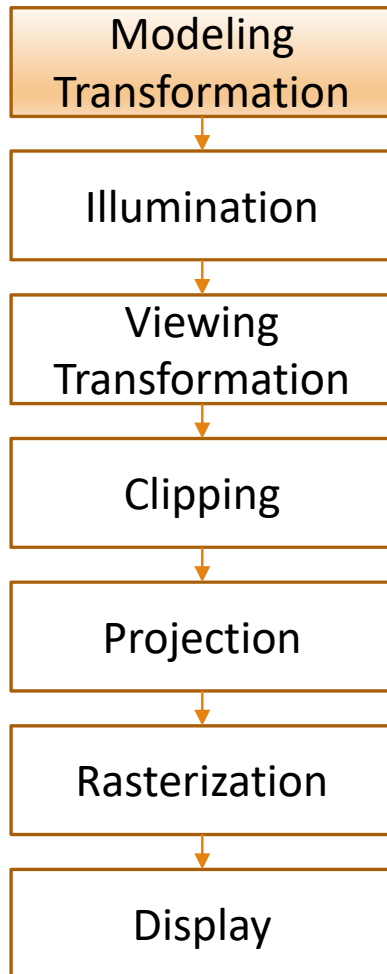 Modeling
Transformation
Illumination
Viewing
Transformation
Clipping
Projection
Rasterization
Display